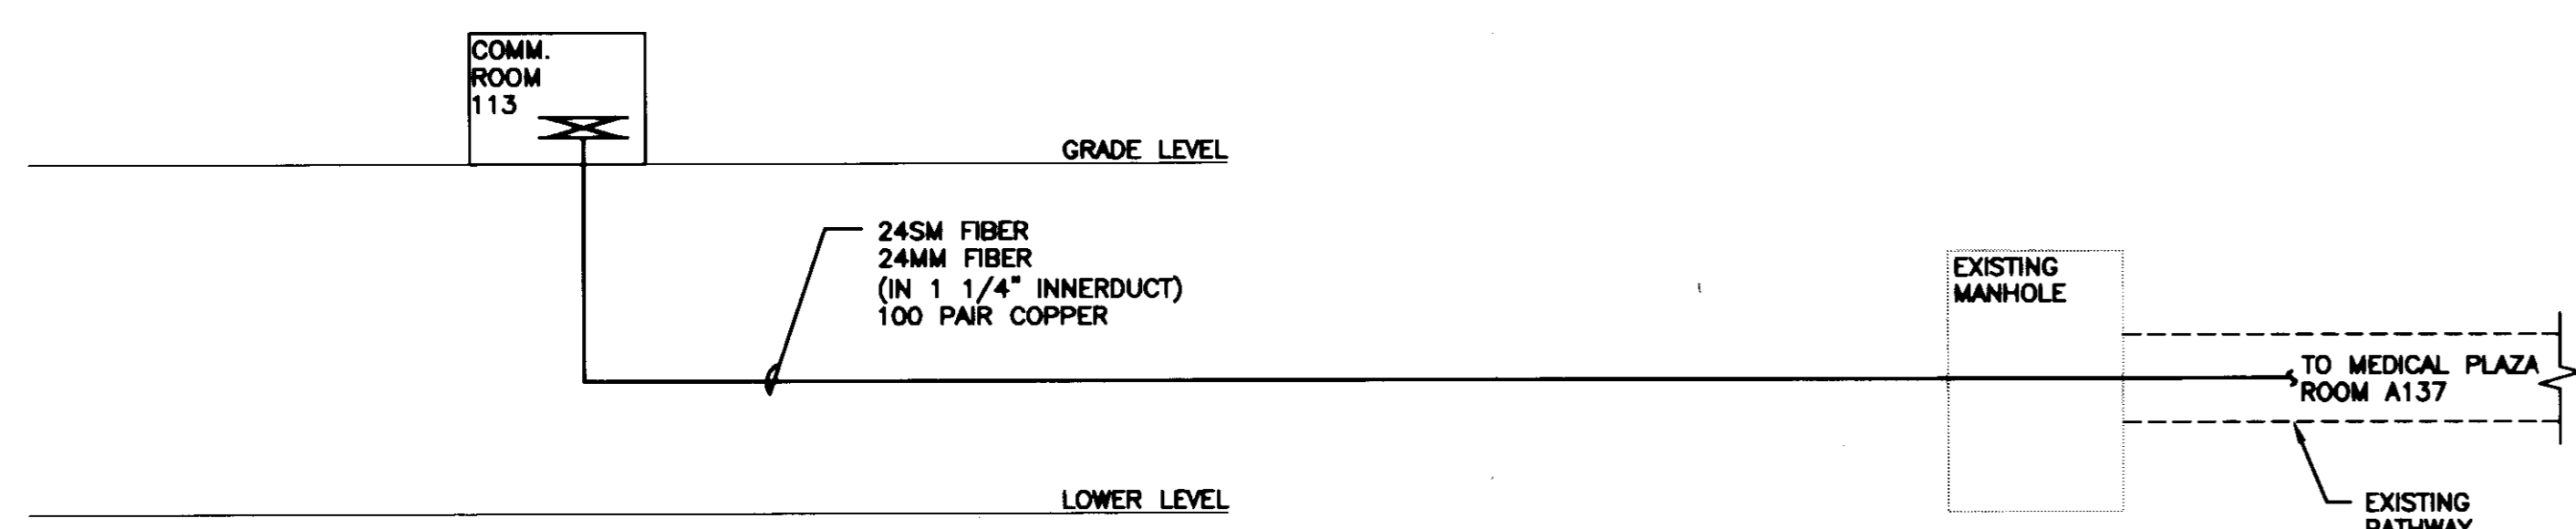 COMM.
ROOM
113
GRADE LEVEL
24SM FIBER
24MM FIBER
(IN 1 1/4" INNERDUCT)
100 PAIR COPPER
EXISTING
MANHOLE
TO MEDICAL PLAZA
ROOM A137
LOWER LEVEL
EXISTING
PATHWAY